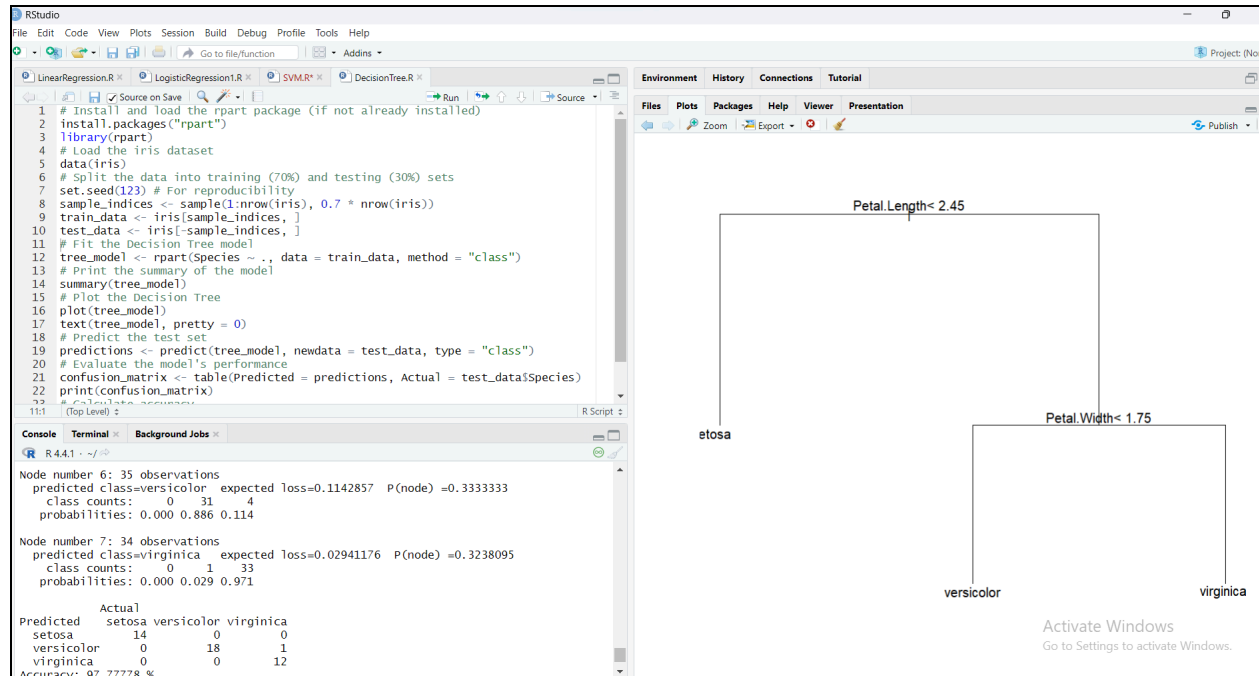 RStudio
File Edit Code View Plots Session Build Debug Profile Tools Help
Go to file/function Addins Project: (No
LinearRegression.R LogisticRegression1.R SVM.R* DecisionTree.R
Source on Save Run Source
1 # Install and load the rpart package (if not already installed)
2 install.packages("rpart")
3 library(rpart)
4 # Load the iris dataset
5 data(iris)
6 # Split the data into training (70%) and testing (30%) sets
7 set.seed(123) # For reproducibility
8 sample_indices <- sample(1:nrow(iris), 0.7 * nrow(iris))
9 train_data <- iris[sample_indices, ]
10 test_data <- iris[-sample_indices, ]
11 # Fit the Decision Tree model
12 tree_model <- rpart(Species ~ ., data = train_data, method = "class")
13 # Print the summary of the model
14 summary(tree_model)
15 # Plot the Decision Tree
16 plot(tree_model)
17 text(tree_model, pretty = 0)
18 # Predict the test set
19 predictions <- predict(tree_model, newdata = test_data, type = "class")
20 # Evaluate the model's performance
21 confusion_matrix <- table(Predicted = predictions, Actual = test_data$Species)
22 print(confusion_matrix)
23 # Calculate accuracy
11:1 (Top Level) R Script
Console Terminal Background Jobs
R 4.4.1 · ~/
Node number 6: 35 observations
predicted class=versicolor expected loss=0.1142857 P(node) =0.3333333
class counts: 0 31 4
probabilities: 0.000 0.886 0.114
Node number 7: 34 observations
predicted class=virginica expected loss=0.02941176 P(node) =0.3238095
class counts: 0 1 33
probabilities: 0.000 0.029 0.971
Actual
Predicted setosa versicolor virginica
setosa 14 0 0
versicolor 0 18 1
virginica 0 0 12
Accuracy: 97.77778 %
Environment History Connections Tutorial
Files Plots Packages Help Viewer Presentation
Zoom Export Publish
Petal.Length< 2.45
etosa
Petal.Width< 1.75
versicolor
virginica
Activate Windows
Go to Settings to activate Windows.